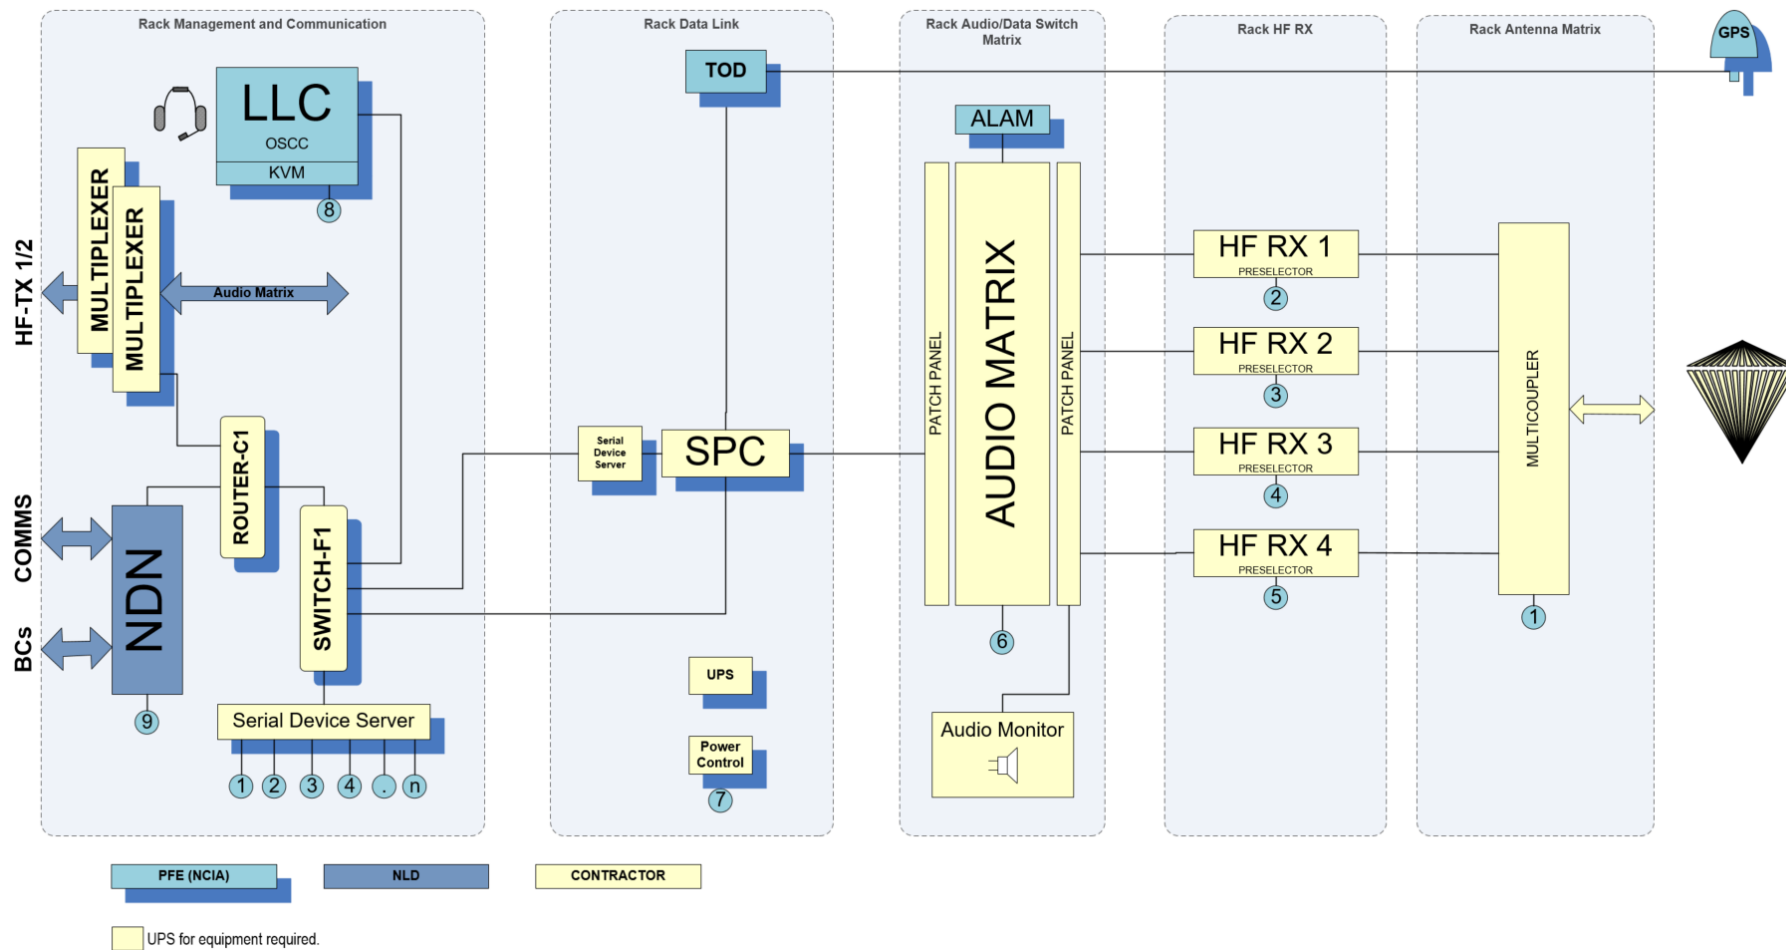 Rack Management and Communication
LLC
OSCC
KVM
8
MULTIPLEXER
MULTIPLEXER
HF-TX 1/2
Audio Matrix
ROUTER-C1
COMMS
BCs
NDN
9
SWITCH-F1
Serial Device Server
1
2
3
4
.
n
Rack Data Link
TOD
Serial
Device
Server
SPC
UPS
Power
Control
7
Rack Audio/Data Switch
Matrix
ALAM
PATCH PANEL
AUDIO MATRIX
PATCH PANEL
6
Audio Monitor
Rack HF RX
HF RX 1
PRESELECTOR
2
HF RX 2
PRESELECTOR
3
HF RX 3
PRESELECTOR
4
HF RX 4
PRESELECTOR
5
Rack Antenna Matrix
MULTICOUPLER
1
GPS
PFE (NCIA)
NLD
CONTRACTOR
UPS for equipment required.